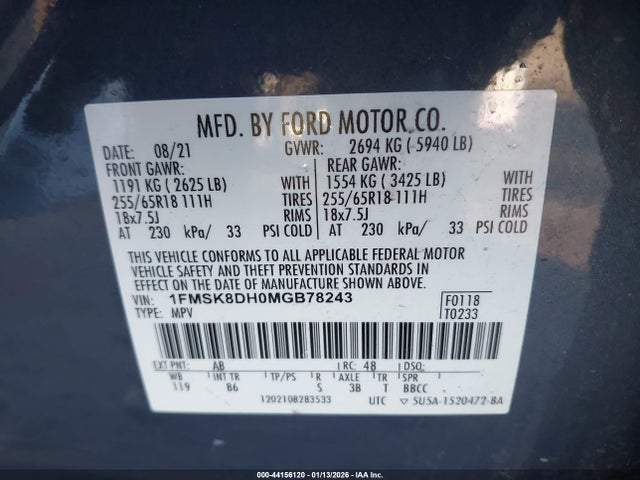 MFD. BY FORD MOTOR CO.
DATE: 08/21 GVWR: 2694 KG ( 5940 LB)
FRONT GAWR: REAR GAWR:
1191 KG ( 2625 LB) WITH 1554 KG ( 3425 LB) WITH
255/65R18 111H TIRES 255/65R18 111H TIRES
18x7.5J RIMS 18x7.5J RIMS
AT 230 kPa/ 33 PSI COLD AT 230 kPa/ 33 PSI COLD
THIS VEHICLE CONFORMS TO ALL APPLICABLE FEDERAL MOTOR
VEHICLE SAFETY AND THEFT PREVENTION STANDARDS IN
EFFECT ON THE DATE OF MANUFACTURE SHOWN ABOVE.
VIN: 1FMSK8DH0MGB78243 F0118
TYPE: MPV T0233
EXT PNT: AB RC: 48 DSO:
WB INT TR TP/PS R AXLE TR SPR
119 B6 S 3B T BBCC
1202108283533 UTC 5U5A-1520472-BA
000-44156120 - 01/13/2026 - IAA Inc.